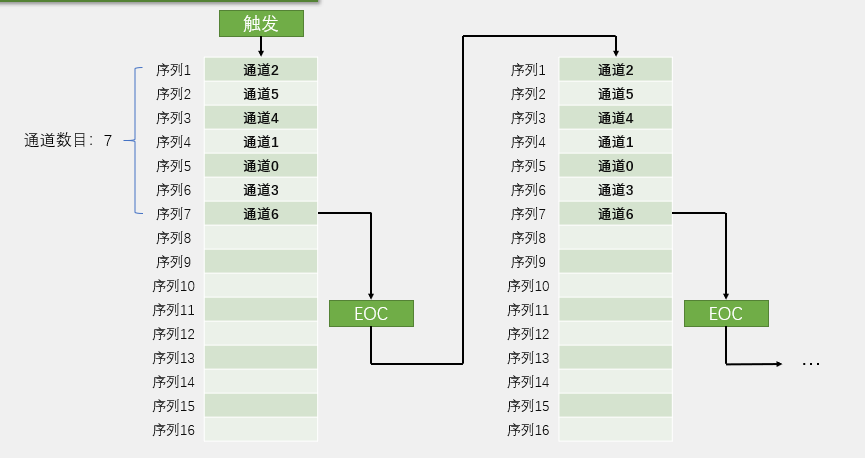 触发
序列1 通道2
序列2 通道5
序列3 通道4
序列4 通道1
通道数目：7
序列5 通道0
序列6 通道3
序列7 通道6
序列8
序列9
序列10
序列11
序列12
序列13
序列14
序列15
序列16
EOC
序列1 通道2
序列2 通道5
序列3 通道4
序列4 通道1
序列5 通道0
序列6 通道3
序列7 通道6
序列8
序列9
序列10
序列11
序列12
序列13
序列14
序列15
序列16
EOC
…